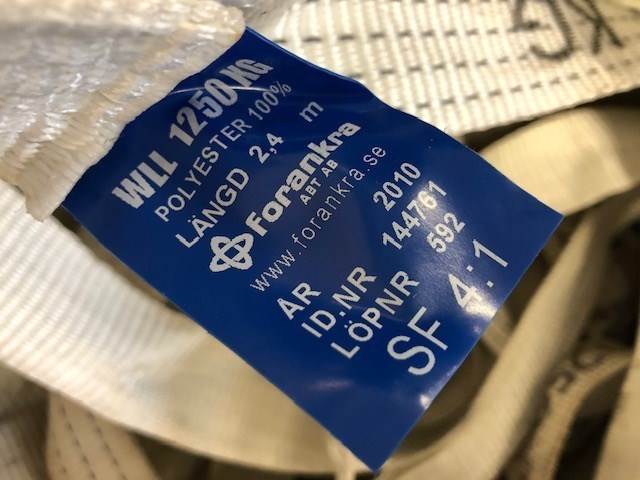 WLL 1250 KG
POLYESTER 100%
LÄNGD 2,4 m
Forankra
ABT AB
www.forankra.se
ÅR 2010
ID.NR 144761
LÖPNR 592
SF 4:1
KG